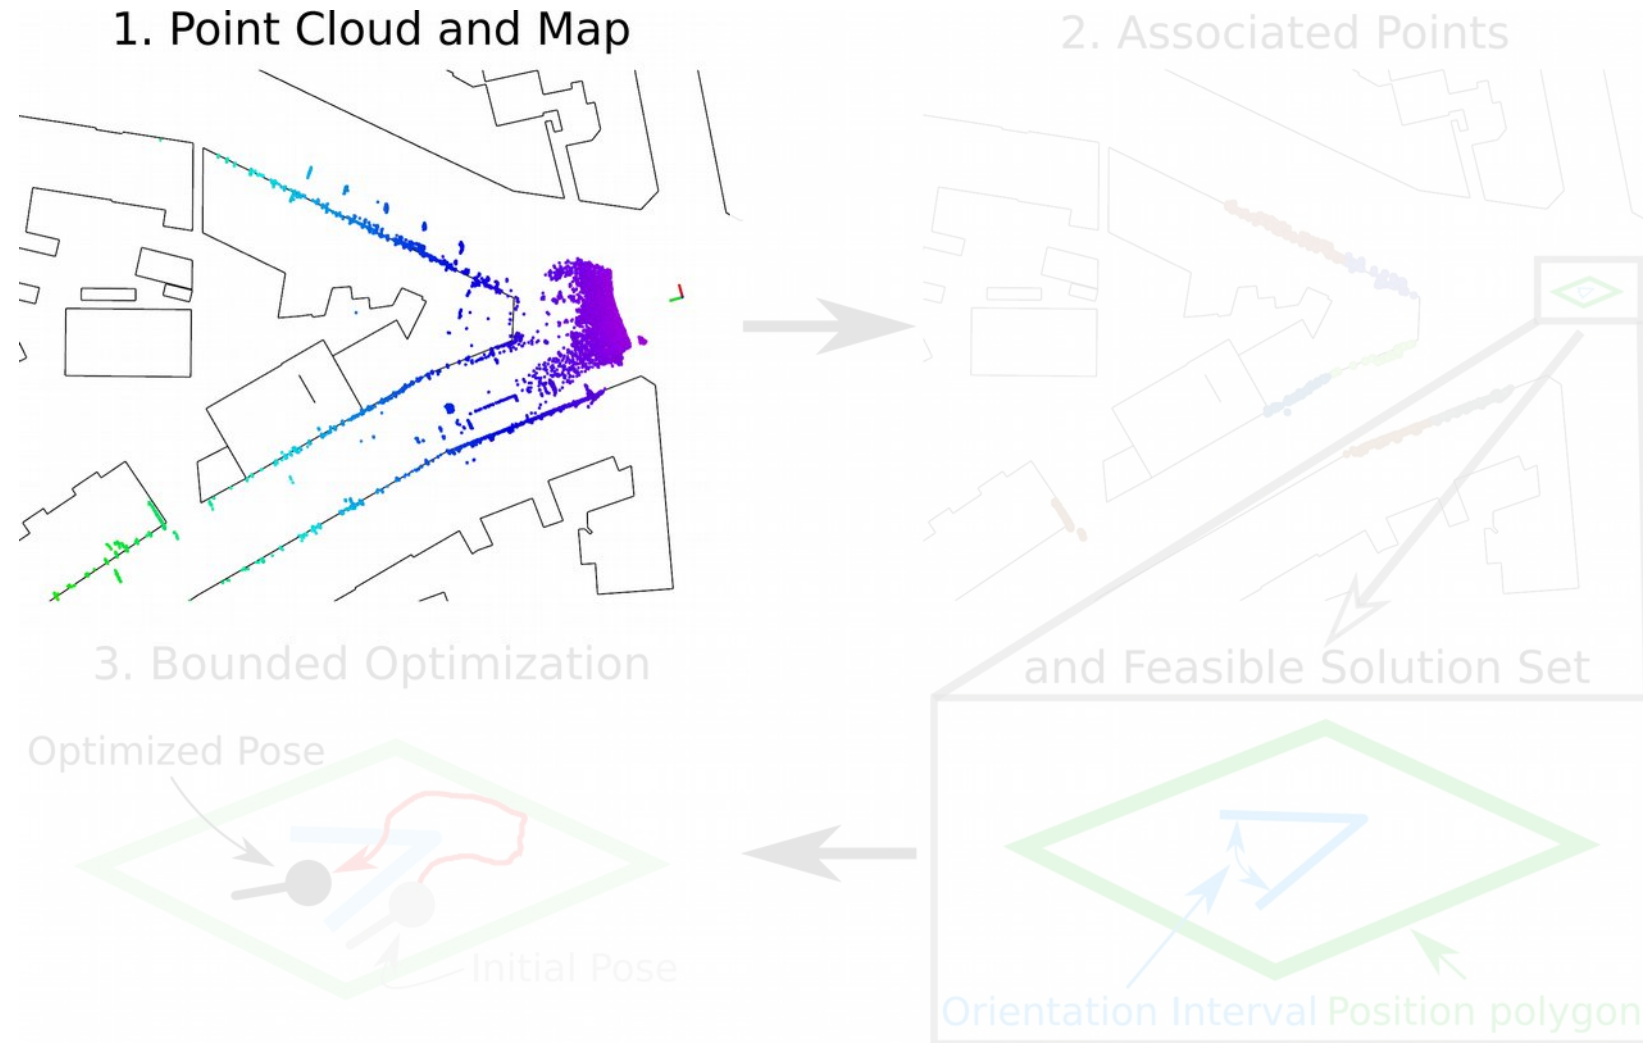 1. Point Cloud and Map
2. Associated Points
3. Bounded Optimization
and Feasible Solution Set
Optimized Pose
Initial Pose
Orientation Interval
Position polygon